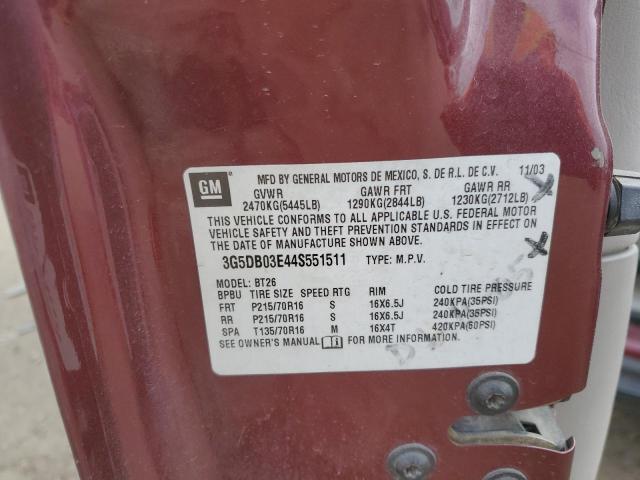 GM
MFD BY GENERAL MOTORS DE MEXICO, S. DE R.L. DE C.V. 11/03
GVWR GAWR FRT GAWR RR
2470KG(5445LB) 1290KG(2844LB) 1230KG(2712LB)
THIS VEHICLE CONFORMS TO ALL APPLICABLE U.S. FEDERAL MOTOR
VEHICLE SAFETY AND THEFT PREVENTION STANDARDS IN EFFECT ON
THE DATE OF MANUFACTURE SHOWN ABOVE.
3G5DB03E44S551511 TYPE: M.P.V.
MODEL: BT26
BPBU TIRE SIZE SPEED RTG RIM COLD TIRE PRESSURE
FRT P215/70R16 S 16X6.5J 240KPA(35PSI)
RR P215/70R16 S 16X6.5J 240KPA(35PSI)
SPA T135/70R16 M 16X4T 420KPA(60PSI)
SEE OWNER'S MANUAL FOR MORE INFORMATION.